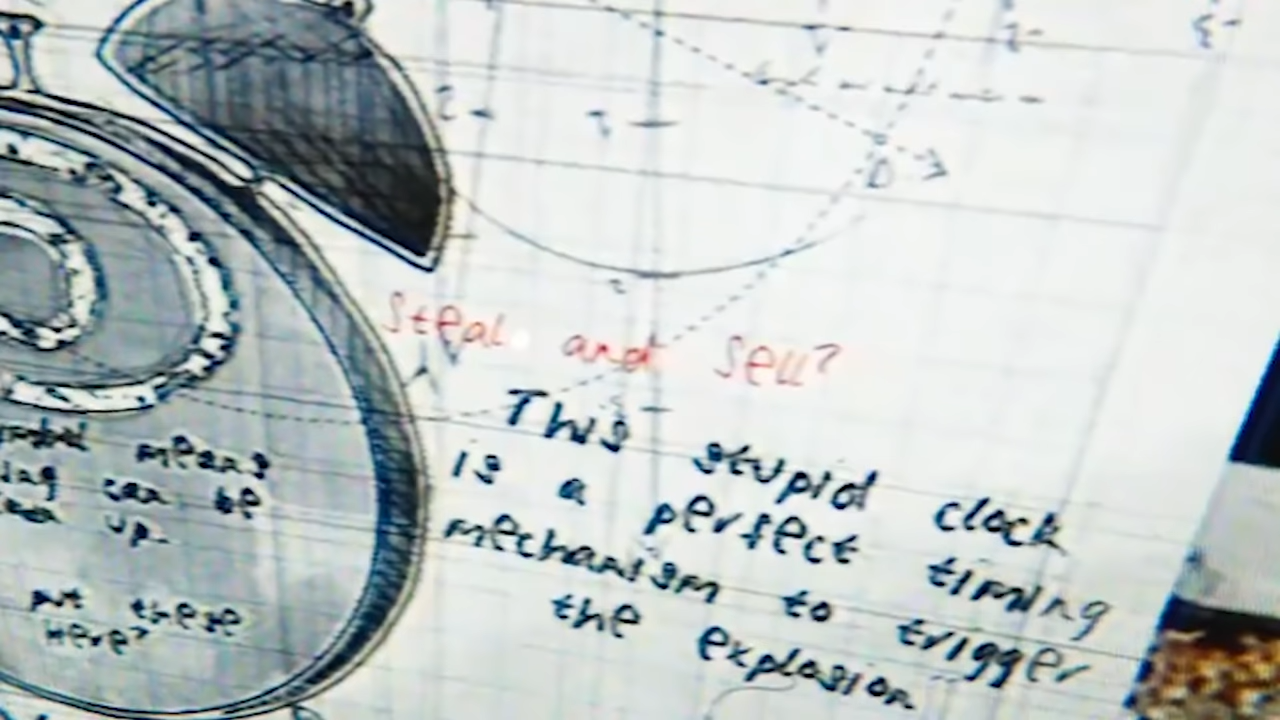 Steal and Sell?
This stupid clock
is a perfect timing
mechanism to trigger
the explosion
means
can be
up.
put these
Here?